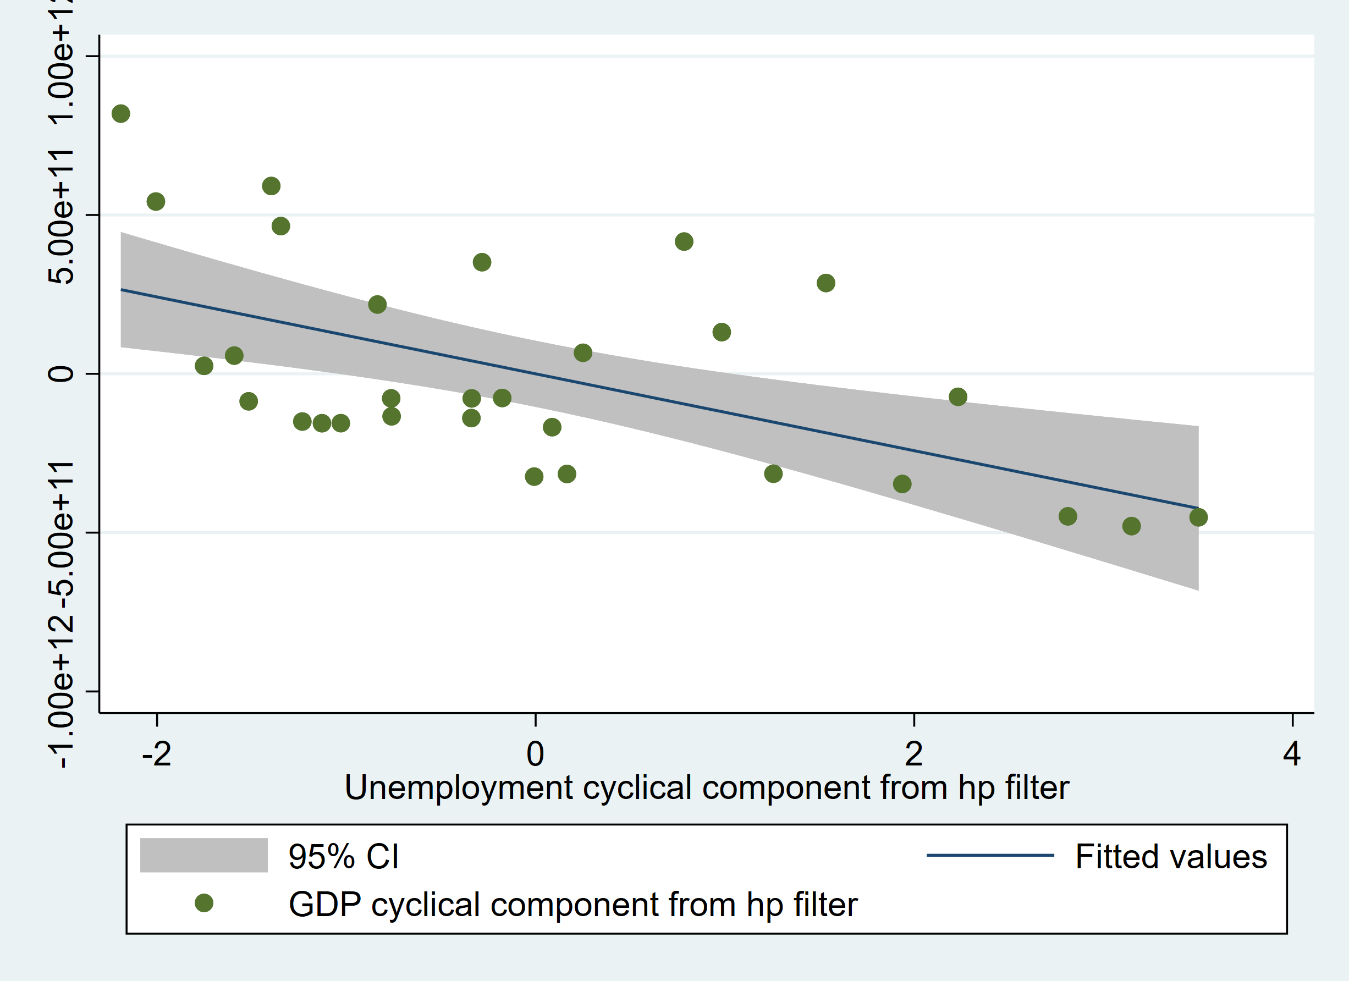 1.00e+12
5.00e+11
0
-5.00e+11
-1.00e+12
-2 0 2 4
Unemployment cyclical component from hp filter
95% CI Fitted values
GDP cyclical component from hp filter